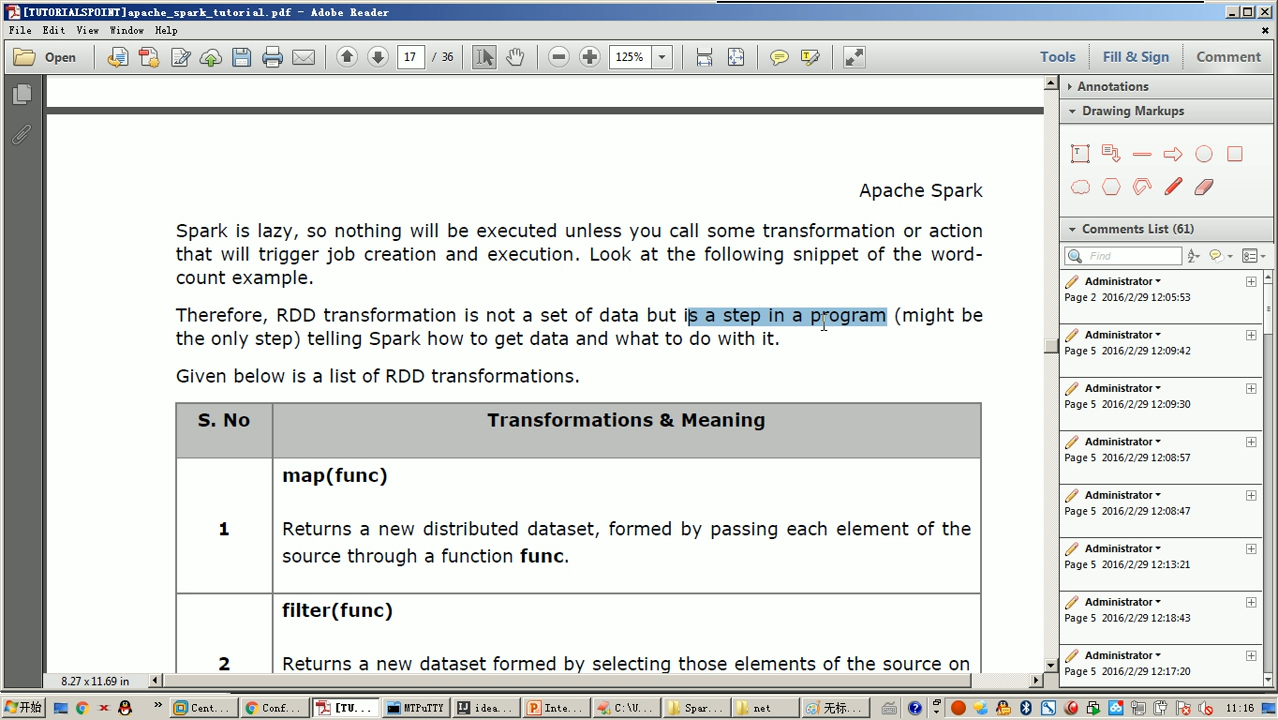 [TUTORIALSPOINT]apache_spark_tutorial.pdf - Adobe Reader
File Edit View Window Help
Open 17 / 36 125% Tools Fill & Sign Comment
Annotations
Drawing Markups
T
Apache Spark
Spark is lazy, so nothing will be executed unless you call some transformation or action
that will trigger job creation and execution. Look at the following snippet of the word-
count example.
Therefore, RDD transformation is not a set of data but is a step in a program (might be
the only step) telling Spark how to get data and what to do with it.
Given below is a list of RDD transformations.
S. No Transformations & Meaning
map(func)
1 Returns a new distributed dataset, formed by passing each element of the
source through a function func.
filter(func)
2 Returns a new dataset formed by selecting those elements of the source on
8.27 x 11.69 in
Comments List (61)
Find
Administrator
Page 2 2016/2/29 12:05:53
Administrator
Page 5 2016/2/29 12:09:42
Administrator
Page 5 2016/2/29 12:09:30
Administrator
Page 5 2016/2/29 12:08:57
Administrator
Page 5 2016/2/29 12:08:47
Administrator
Page 5 2016/2/29 12:13:21
Administrator
Page 5 2016/2/29 12:18:43
Administrator
Page 5 2016/2/29 12:17:20
开始 Cent... Conf... [TU... MTPuTTY idea... Inte... C:\U... Spar... net 无标... 11:16